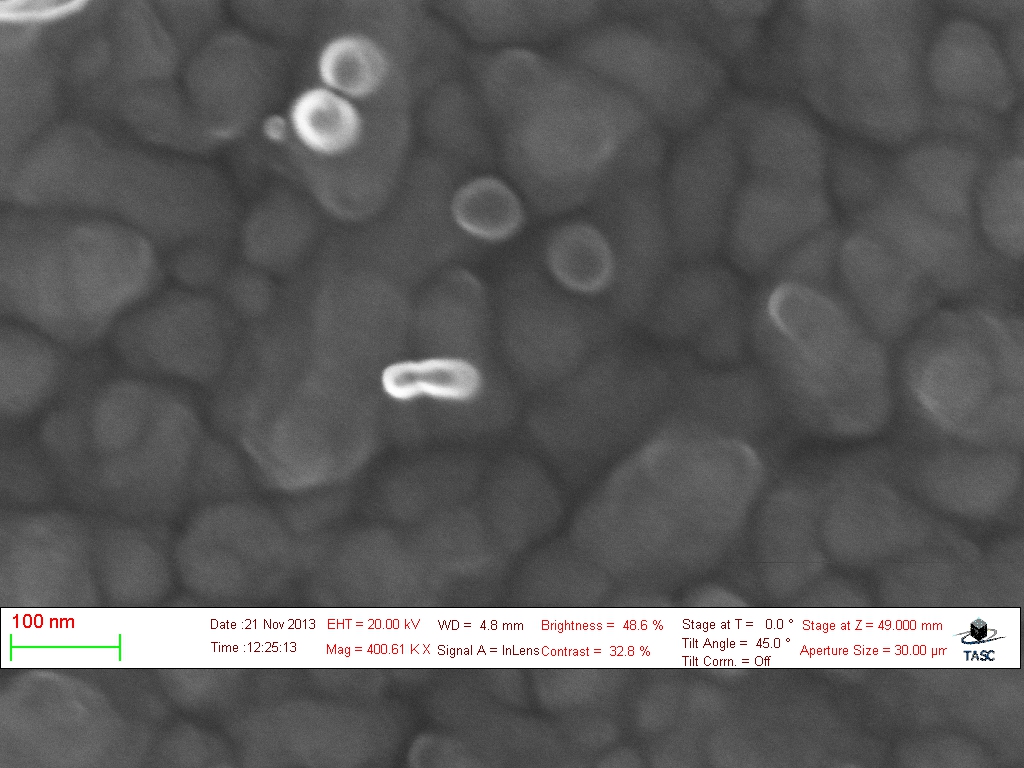 100 nm
Date :21 Nov 2013 EHT = 20.00 kV WD = 4.8 mm Brightness = 48.6 % Stage at T = 0.0 ° Stage at Z = 49.000 mm
Time :12:25:13 Mag = 400.61 K X Signal A = InLens Contrast = 32.8 % Tilt Angle = 45.0 ° Aperture Size = 30.00 µm
Tilt Corrn. = Off
TASC